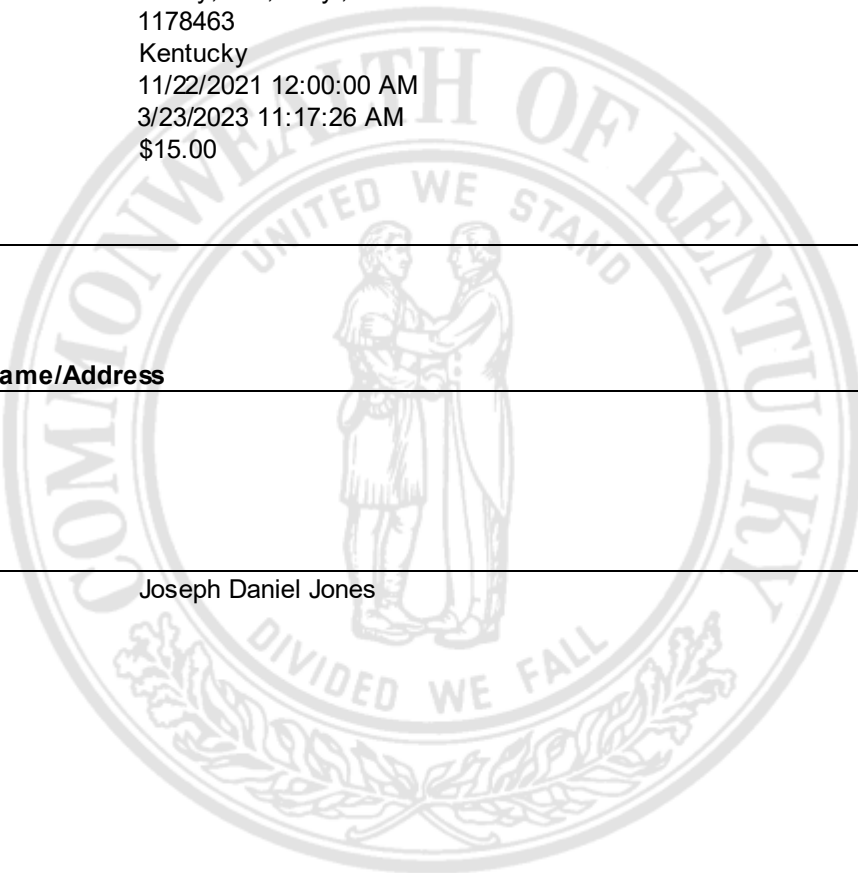 1178463
Kentucky
11/22/2021 12:00:00 AM
3/23/2023 11:17:26 AM
$15.00
COMMONWEALTH OF KENTUCKY
UNITED WE STAND
ame/Address
Joseph Daniel Jones
DIVIDED WE FALL